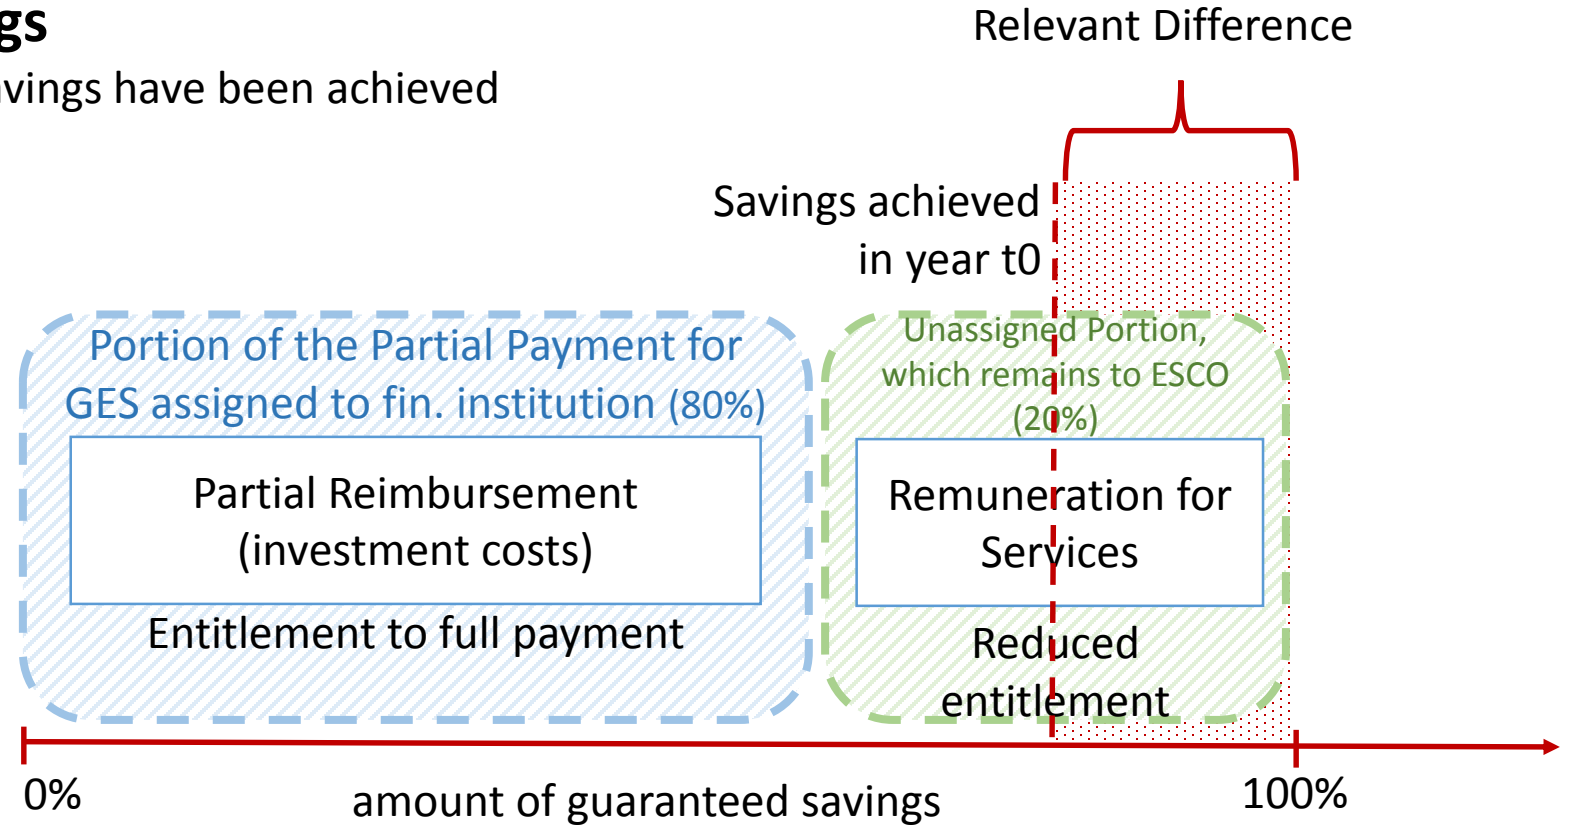 gs
Relevant Difference
vings have been achieved
Savings achieved
in year t0
Portion of the Partial Payment for
GES assigned to fin. institution (80%)
Unassigned Portion,
which remains to ESCO
(20%)
Partial Reimbursement
(investment costs)
Remuneration for
Services
Entitlement to full payment
Reduced
entitlement
0%
amount of guaranteed savings
100%